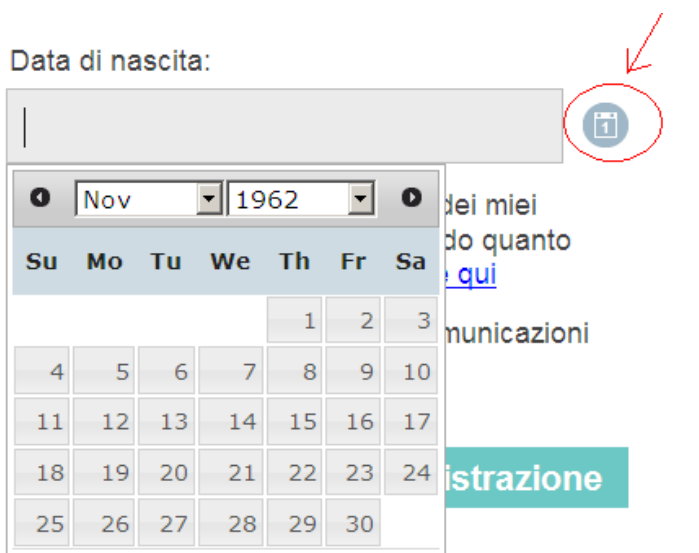 Data di nascita:
1
Nov 1962
Su Mo Tu We Th Fr Sa
1 2 3
4 5 6 7 8 9 10
11 12 13 14 15 16 17
18 19 20 21 22 23 24
25 26 27 28 29 30
dei miei
do quanto
qui
municazioni
istrazione